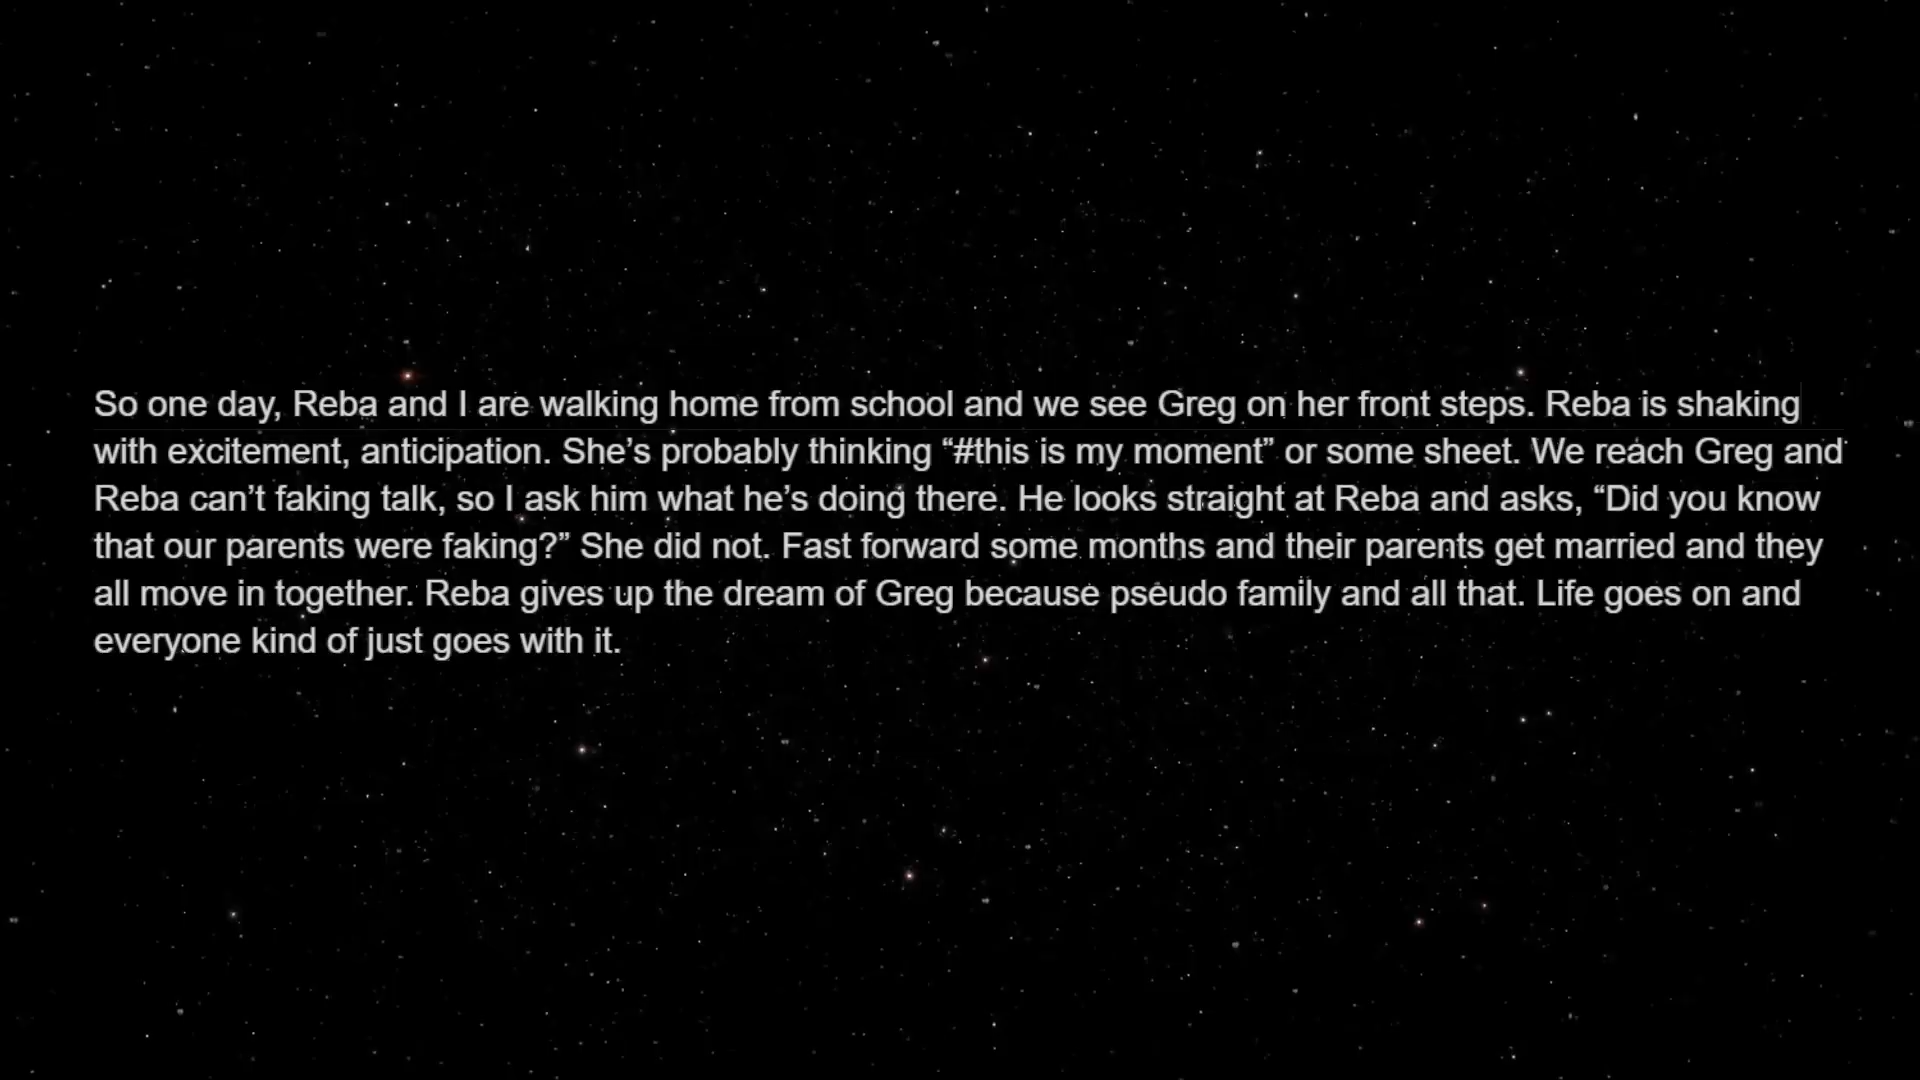 So one day, Reba and I are walking home from school and we see Greg on her front steps. Reba is shaking
with excitement, anticipation. She’s probably thinking “#this is my moment” or some sheet. We reach Greg and
Reba can’t faking talk, so I ask him what he’s doing there. He looks straight at Reba and asks, “Did you know
that our parents were faking?” She did not. Fast forward some months and their parents get married and they
all move in together. Reba gives up the dream of Greg because pseudo family and all that. Life goes on and
everyone kind of just goes with it.